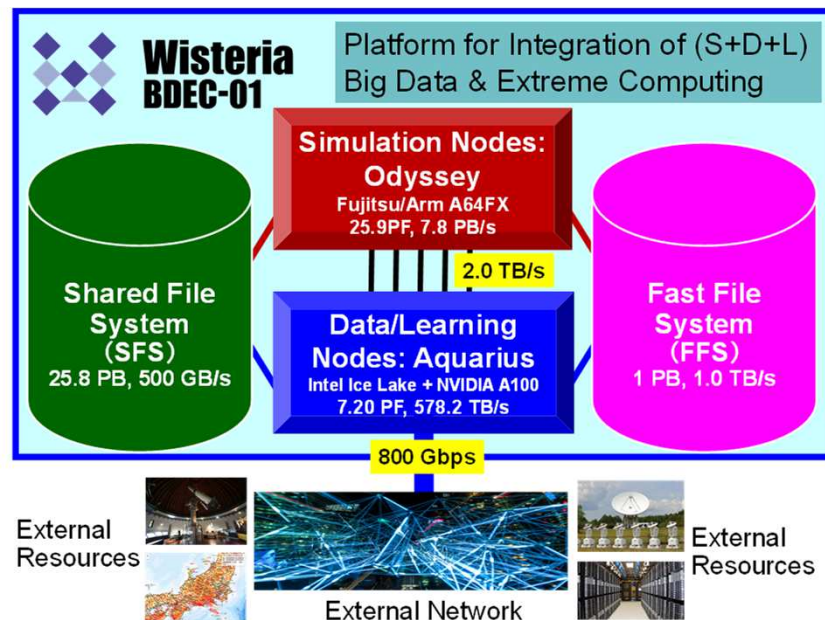 Wisteria
BDEC-01
Platform for Integration of (S+D+L)
Big Data & Extreme Computing
Simulation Nodes:
Odyssey
Fujitsu/Arm A64FX
25.9PF, 7.8 PB/s
2.0 TB/s
Shared File
System
(SFS)
25.8 PB, 500 GB/s
Data/Learning
Nodes: Aquarius
Intel Ice Lake + NVIDIA A100
7.20 PF, 578.2 TB/s
Fast File
System
(FFS)
1 PB, 1.0 TB/s
800 Gbps
External
Resources
External Network
External
Resources